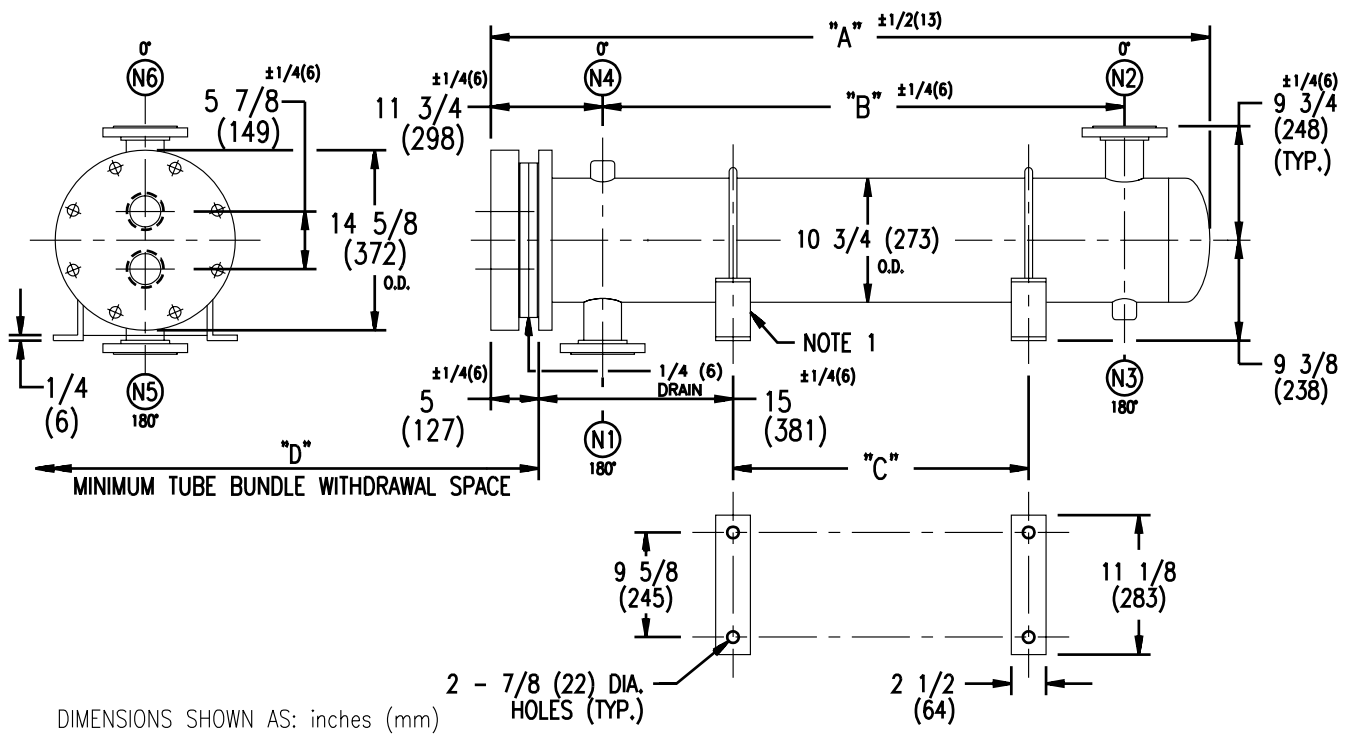 0°
N6
±1/4(6)
5 7/8
(149)
14 5/8
(372)
O.D.
1/4
(6)
N5
180°
"D"
MINIMUM TUBE BUNDLE WITHDRAWAL SPACE
"A" ±1/2(13)
±1/4(6)
11 3/4
(298)
0°
N4
"B" ±1/4(6)
0°
N2
±1/4(6)
9 3/4
(248)
(TYP.)
10 3/4 (273)
O.D.
NOTE 1
1/4 (6)
DRAIN
±1/4(6)
5
(127)
N1
180°
±1/4(6)
15
(381)
N3
180°
9 3/8
(238)
"C"
9 5/8
(245)
11 1/8
(283)
2 - 7/8 (22) DIA.
HOLES (TYP.)
2 1/2
(64)
DIMENSIONS SHOWN AS: inches (mm)